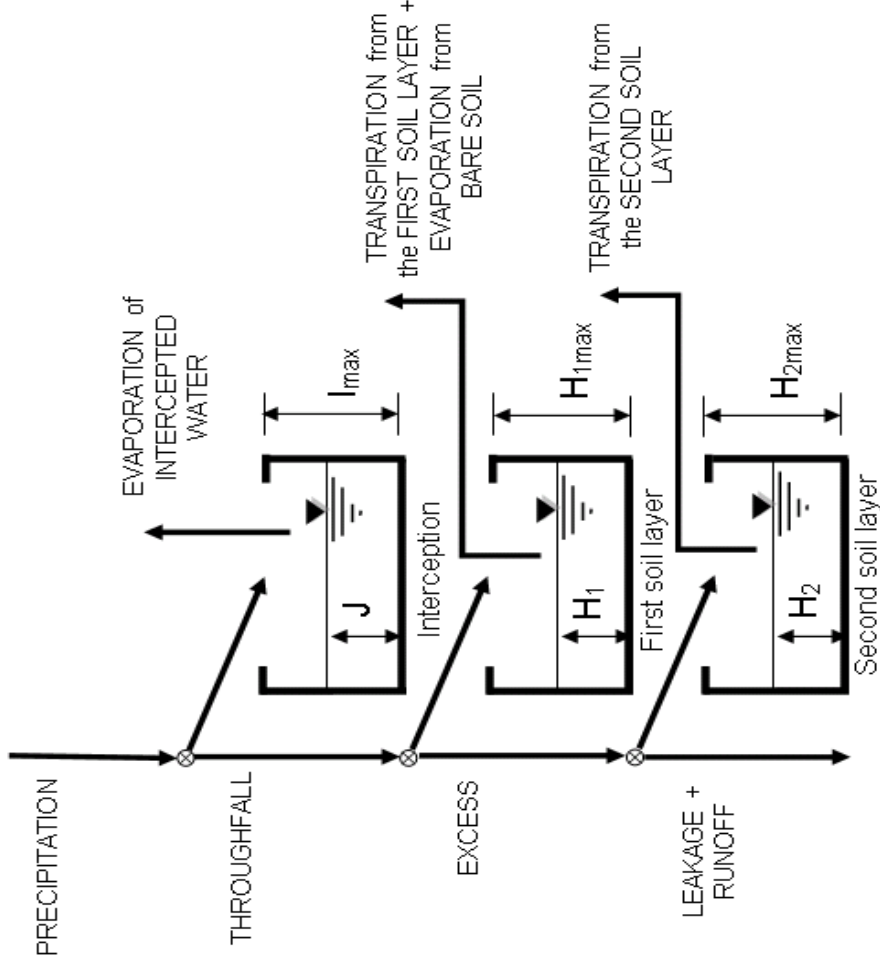 PRECIPITATION
EVAPORATION of
INTERCEPTED
WATER
THROUGHFALL
J
Imax
Interception
TRANSPIRATION from
the FIRST SOIL LAYER +
EVAPORATION from
BARE SOIL
EXCESS
H1
H1max
First soil layer
TRANSPIRATION from
the SECOND SOIL
LAYER
LEAKAGE +
RUNOFF
H2
H2max
Second soil layer